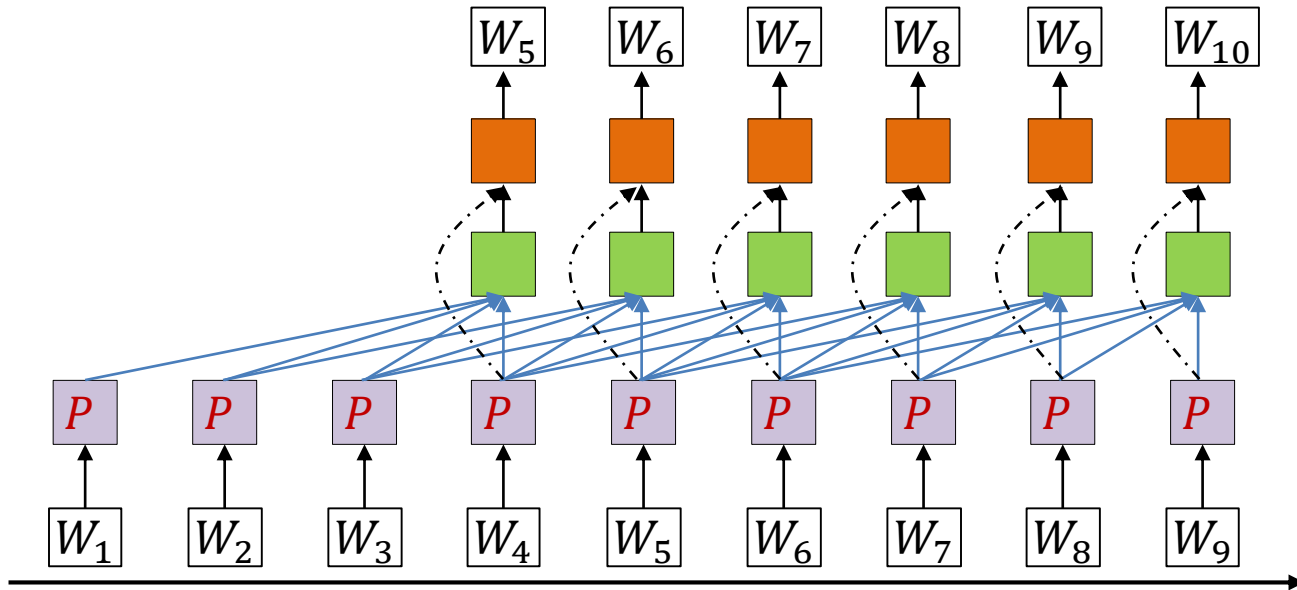 W₅ W₆ W₇ W₈ W₉ W₁₀
P P P P P P P P P
W₁ W₂ W₃ W₄ W₅ W₆ W₇ W₈ W₉